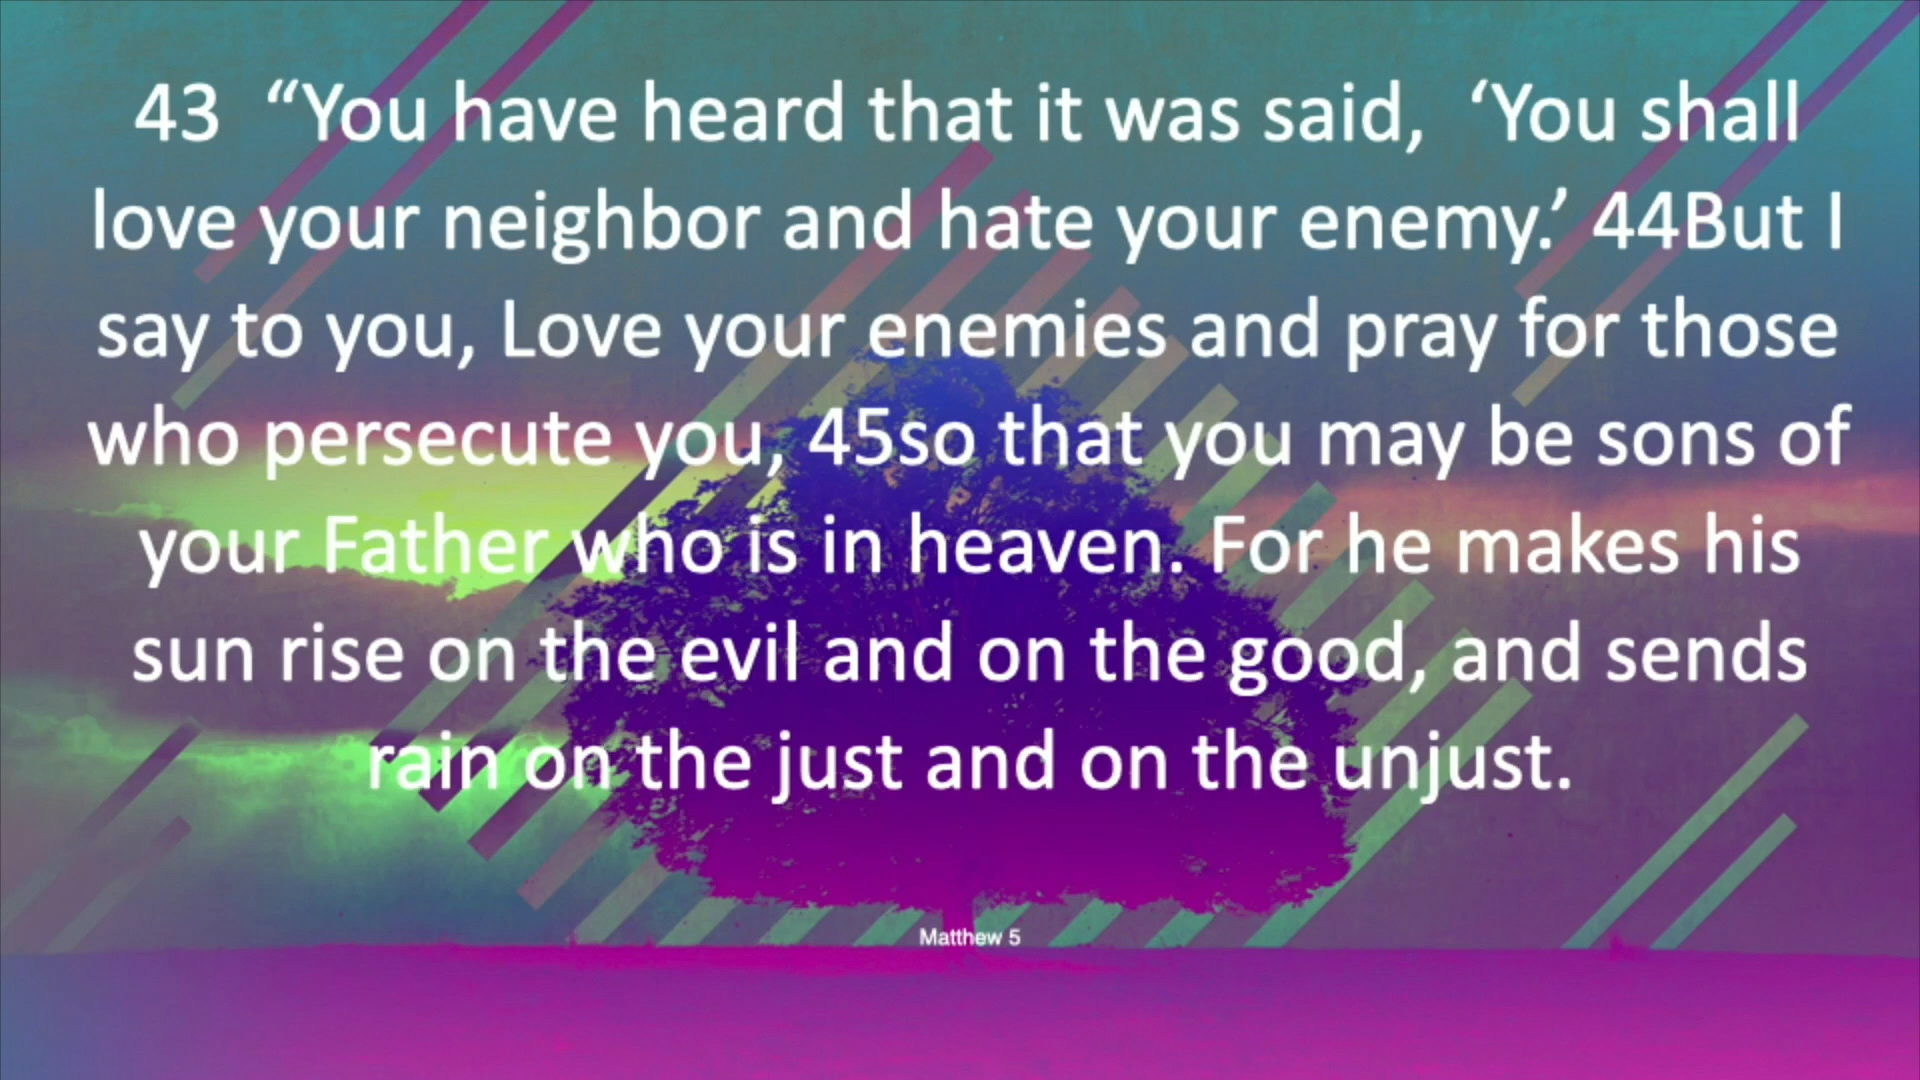 43  “You have heard that it was said,  ‘You shall
love your neighbor and hate your enemy.’ 44But I
say to you, Love your enemies and pray for those
who persecute you, 45so that you may be sons of
your Father who is in heaven. For he makes his
sun rise on the evil and on the good, and sends
rain on the just and on the unjust.
Matthew 5